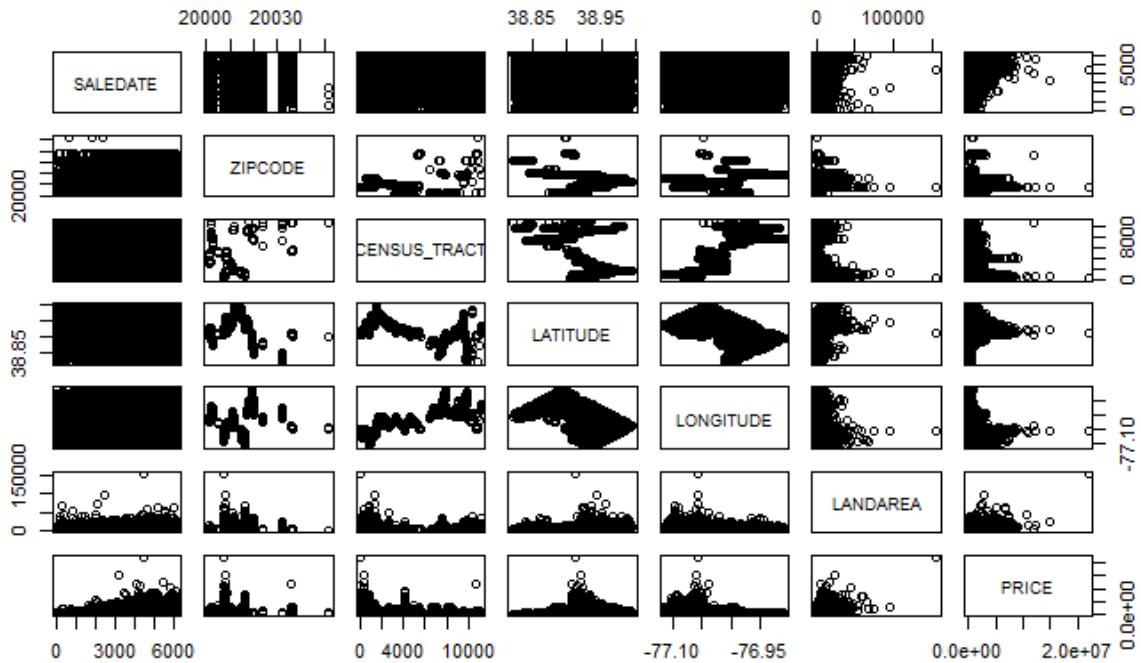 20000 20030 38.85 38.95 0 100000
SALEDATE 0 5000
20000 ZIPCODE
CENSUS_TRACT 0 8000
38.85 LATITUDE
LONGITUDE -77.10
0 150000 LANDAREA
PRICE 0.0e+00
0 3000 6000 0 4000 10000 -77.10 -76.95 0.0e+00 2.0e+07